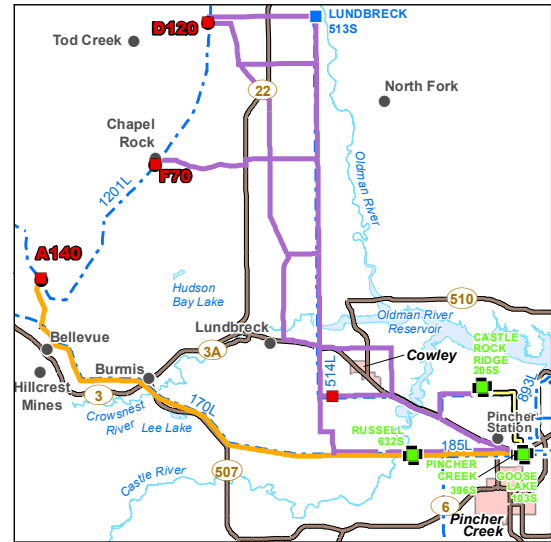 D120
LUNDBRECK
513S
Tod Creek
22
North Fork
Chapel
Rock
F70
1201L
Oldman River
A140
Hudson
Bay Lake
510
Oldman River
Reservoir
Lundbreck
3A
Cowley
CASTLE
ROCK
RIDGE
205S
893L
514L
Bellevue
Burmis
Hillcrest
Mines
3
Crowsnest
River
Lee Lake
170L
Pincher
Station
RUSSELL
632S
185L
507
Castle River
PINCHER
CREEK
396S
GOOSE
LAKE
103S
6
Pincher
Creek